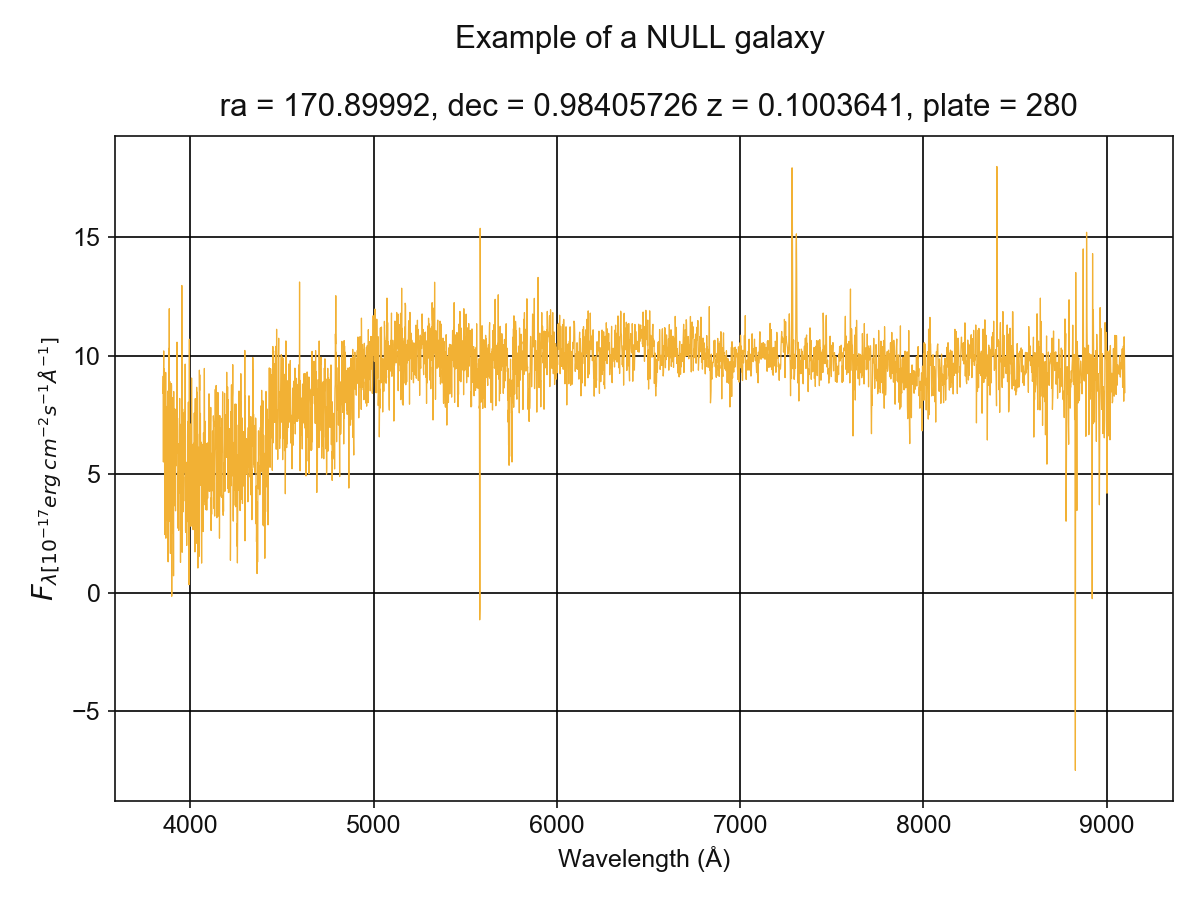 Example of a NULL galaxy
ra = 170.89992, dec = 0.98405726 z = 0.1003641, plate = 280
15
10
5
0
−5
F_{λ[10^{−17} erg cm^{−2} s^{−1} Å^{−1}]}
4000 5000 6000 7000 8000 9000
Wavelength (Å)